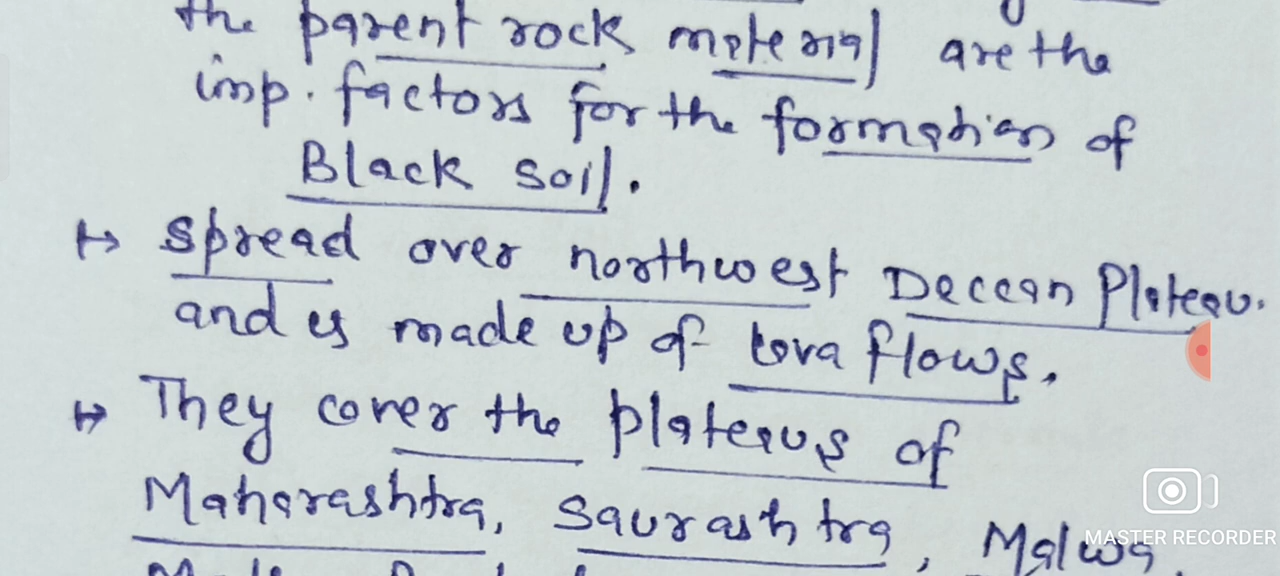 the parent rock material are the
imp. factors for the formation of
Black soil.
↦ spread over northwest Deccan Plateau.
and is made up of lava flows.
↦ They cover the plateaus of
Maharashtra, Saurashtra, Malwa,
MASTER RECORDER